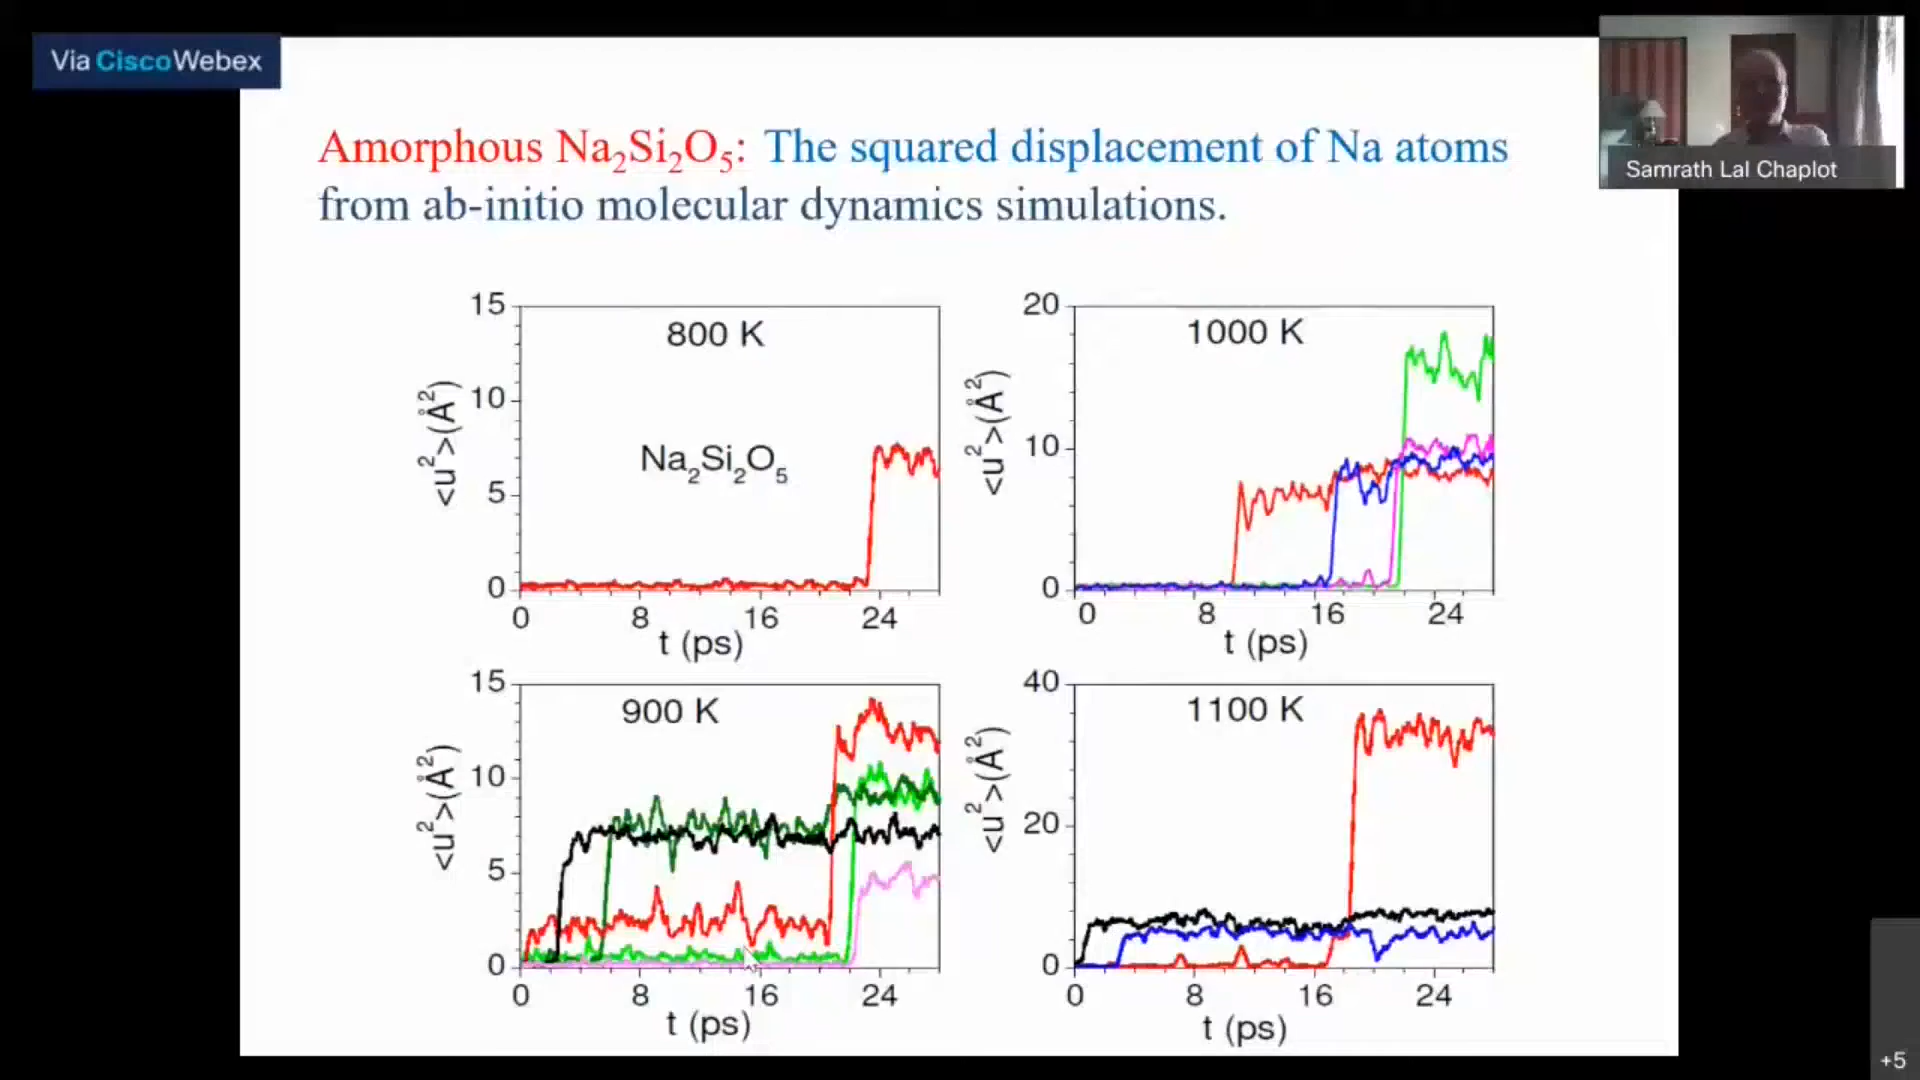 Via CiscoWebex
Samrath Lal Chaplot
Amorphous Na₂Si₂O₅: The squared displacement of Na atoms
from ab-initio molecular dynamics simulations.
15
10
5
0
<u²>(Å²)
800 K
Na₂Si₂O₅
0 8 16 24
t (ps)
20
10
0
<u²>(Å²)
1000 K
0 8 16 24
t (ps)
15
10
5
0
<u²>(Å²)
900 K
0 8 16 24
t (ps)
40
20
0
<u²>(Å²)
1100 K
0 8 16 24
t (ps)
+5